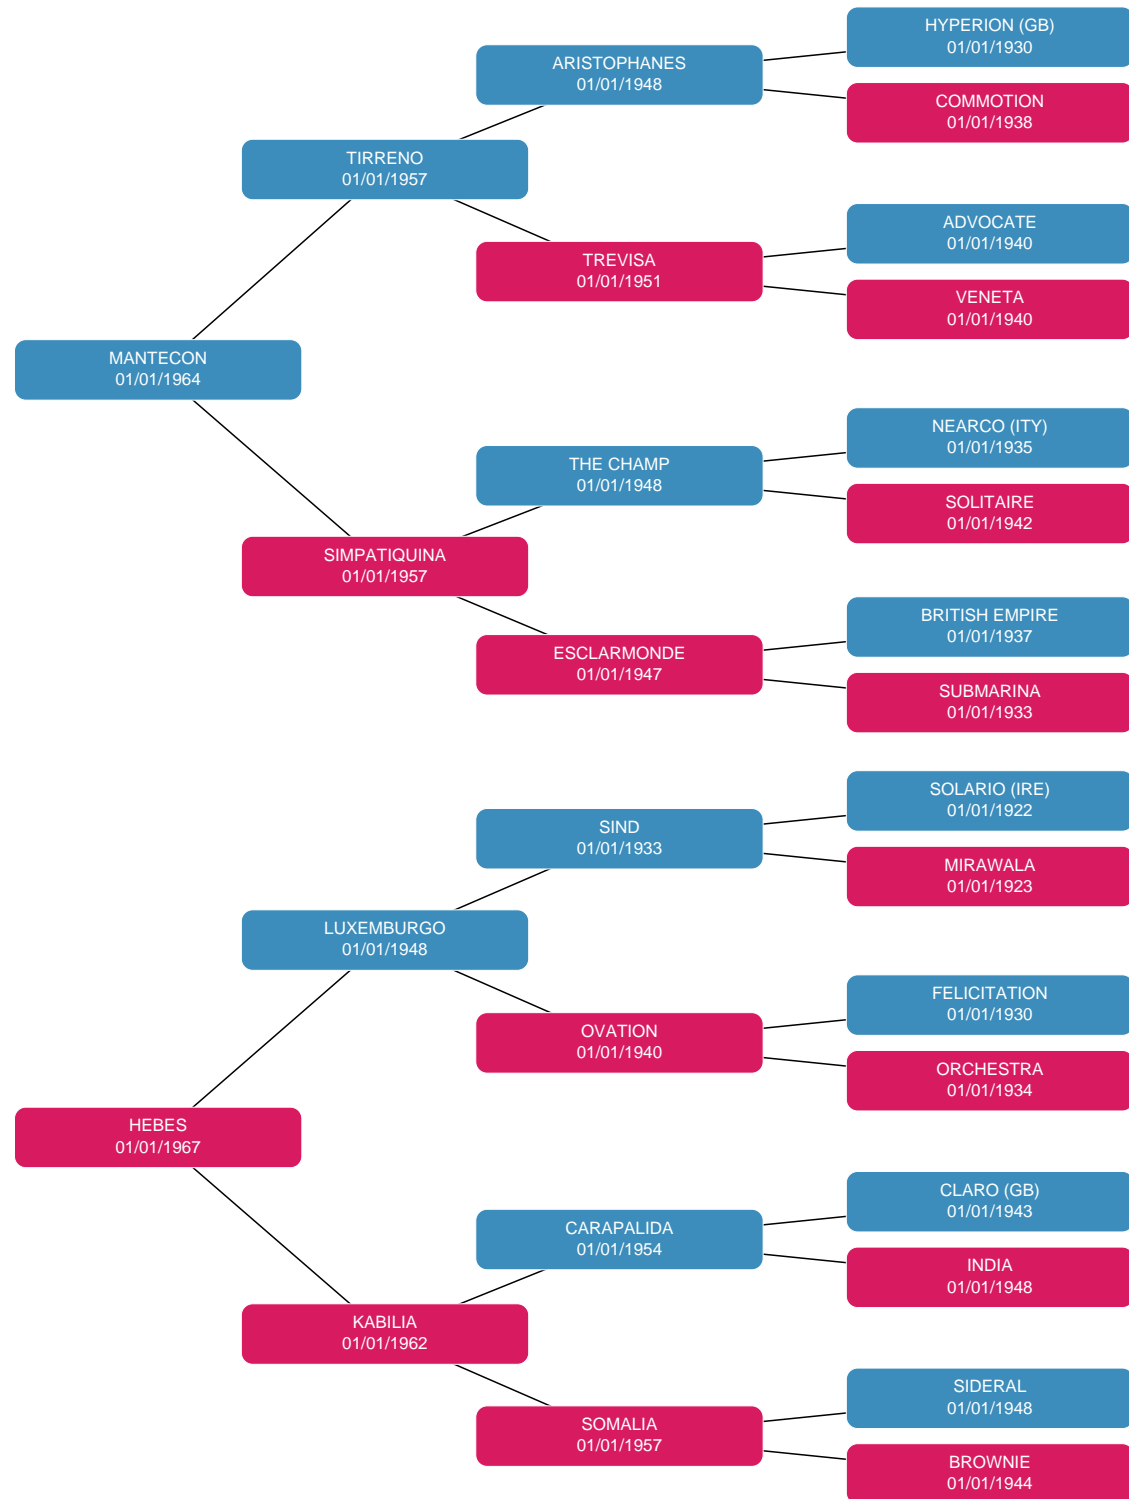 HYPERION (GB)
01/01/1930
ARISTOPHANES
01/01/1948
COMMOTION
01/01/1938
TIRRENO
01/01/1957
ADVOCATE
01/01/1940
TREVISA
01/01/1951
VENETA
01/01/1940
MANTECON
01/01/1964
NEARCO (ITY)
01/01/1935
THE CHAMP
01/01/1948
SOLITAIRE
01/01/1942
SIMPATIQUINA
01/01/1957
BRITISH EMPIRE
01/01/1937
ESCLARMONDE
01/01/1947
SUBMARINA
01/01/1933
SOLARIO (IRE)
01/01/1922
SIND
01/01/1933
MIRAWALA
01/01/1923
LUXEMBURGO
01/01/1948
FELICITATION
01/01/1930
OVATION
01/01/1940
ORCHESTRA
01/01/1934
HEBES
01/01/1967
CLARO (GB)
01/01/1943
CARAPALIDA
01/01/1954
INDIA
01/01/1948
KABILIA
01/01/1962
SIDERAL
01/01/1948
SOMALIA
01/01/1957
BROWNIE
01/01/1944